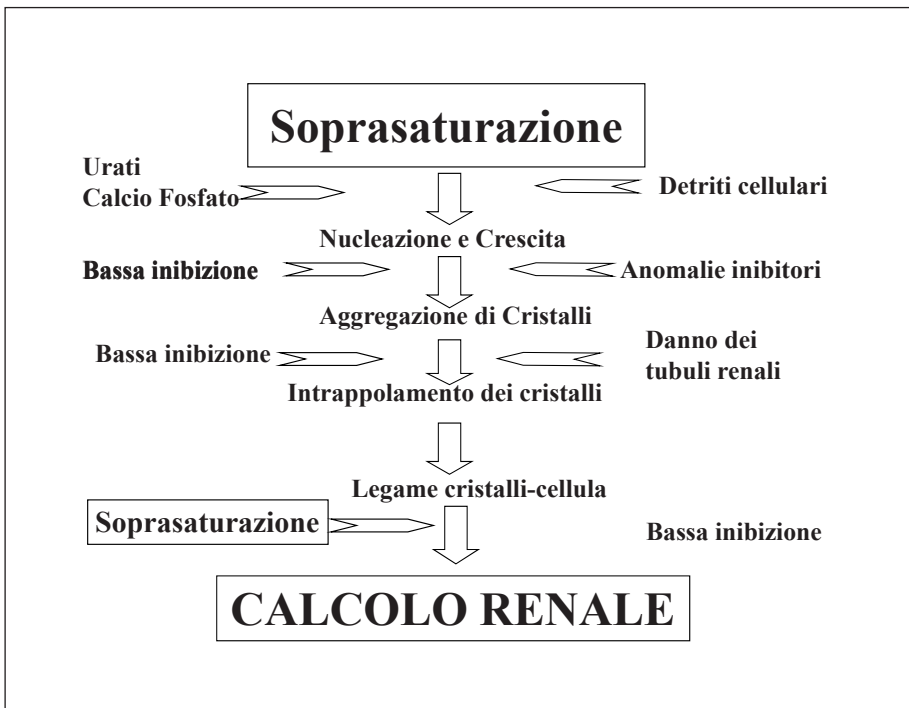 Soprasaturazione
Urati
Calcio Fosfato
Detriti cellulari
Nucleazione e Crescita
Bassa inibizione
Anomalie inibitori
Aggregazione di Cristalli
Bassa inibizione
Danno dei
tubuli renali
Intrappolamento dei cristalli
Legame cristalli-cellula
Soprasaturazione
Bassa inibizione
CALCOLO RENALE